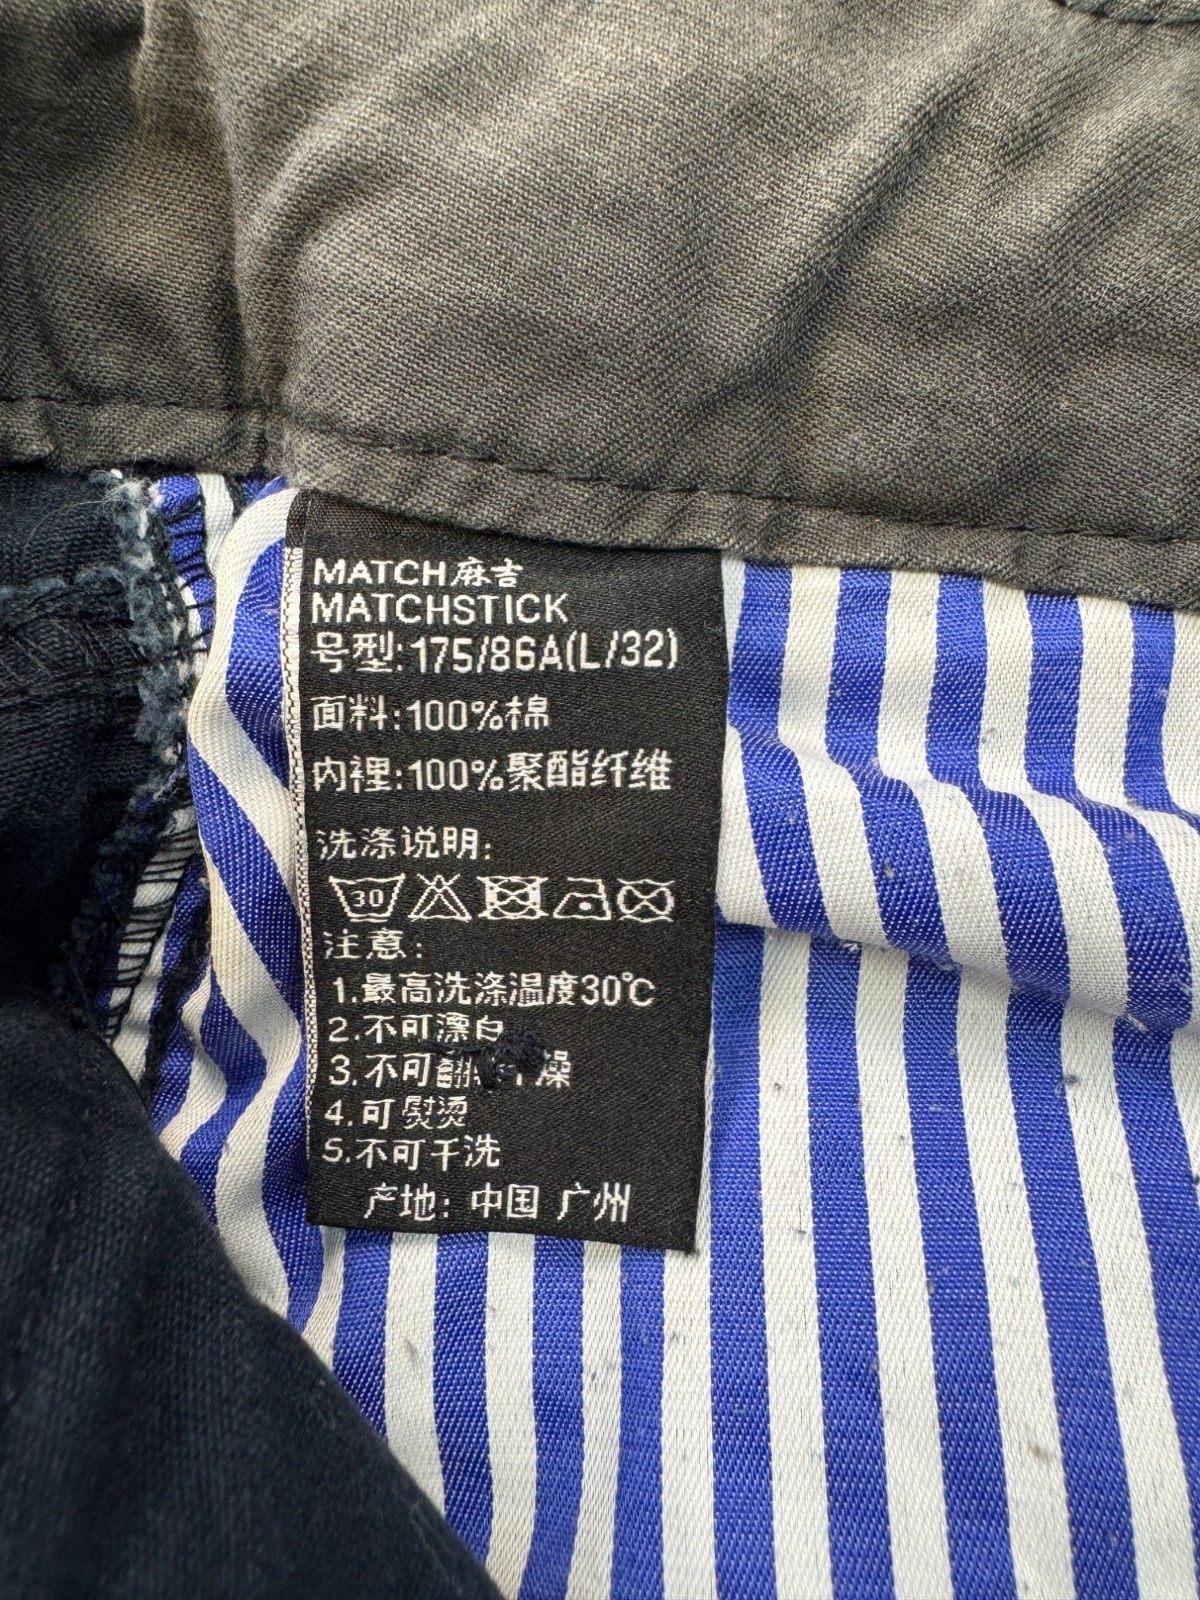 MATCH麻吉
MATCHSTICK
号型:175/86A(L/32)
面料:100%棉
内裡:100%聚酯纤维
洗涤说明:
30
注意:
1.最高洗涤温度30℃
2.不可漂白
3.不可翻 燥
4.可熨烫
5.不可干洗
产地: 中国 广州